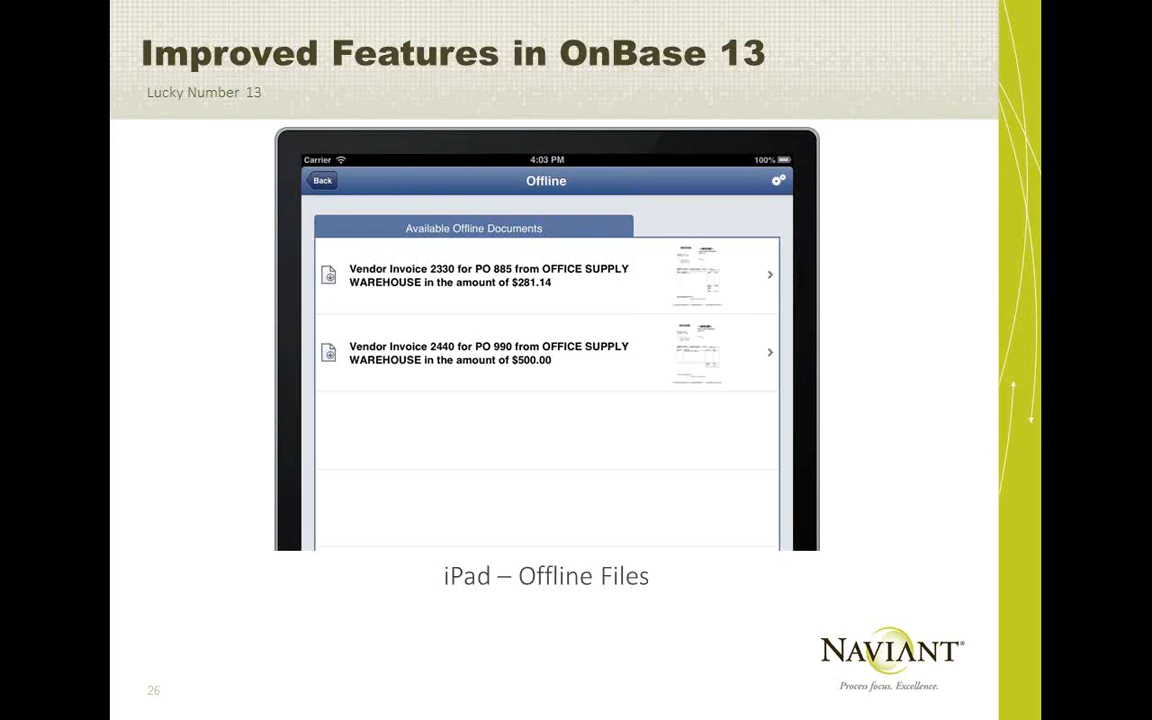 Improved Features in OnBase 13
Lucky Number 13
Carrier
4:03 PM
100%
Back
Offline
Available Offline Documents
Vendor Invoice 2330 for PO 885 from OFFICE SUPPLY
WAREHOUSE in the amount of $281.14
Vendor Invoice 2440 for PO 990 from OFFICE SUPPLY
WAREHOUSE in the amount of $500.00
iPad – Offline Files
NAVIANT®
Process focus. Excellence.
26